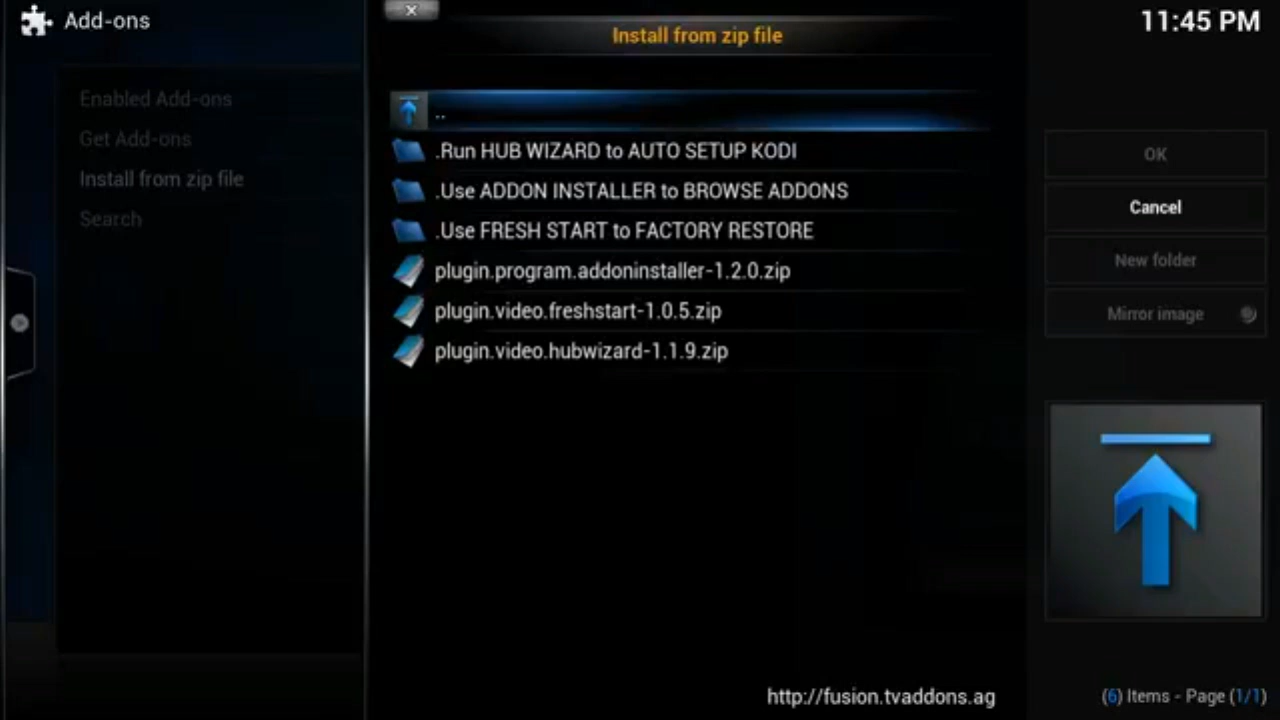 Add-ons
Install from zip file
11:45 PM
Enabled Add-ons
Get Add-ons
Install from zip file
Search
..
.Run HUB WIZARD to AUTO SETUP KODI
.Use ADDON INSTALLER to BROWSE ADDONS
.Use FRESH START to FACTORY RESTORE
plugin.program.addoninstaller-1.2.0.zip
plugin.video.freshstart-1.0.5.zip
plugin.video.hubwizard-1.1.9.zip
OK
Cancel
New folder
Mirror image
http://fusion.tvaddons.ag
(6) Items - Page (1/1)